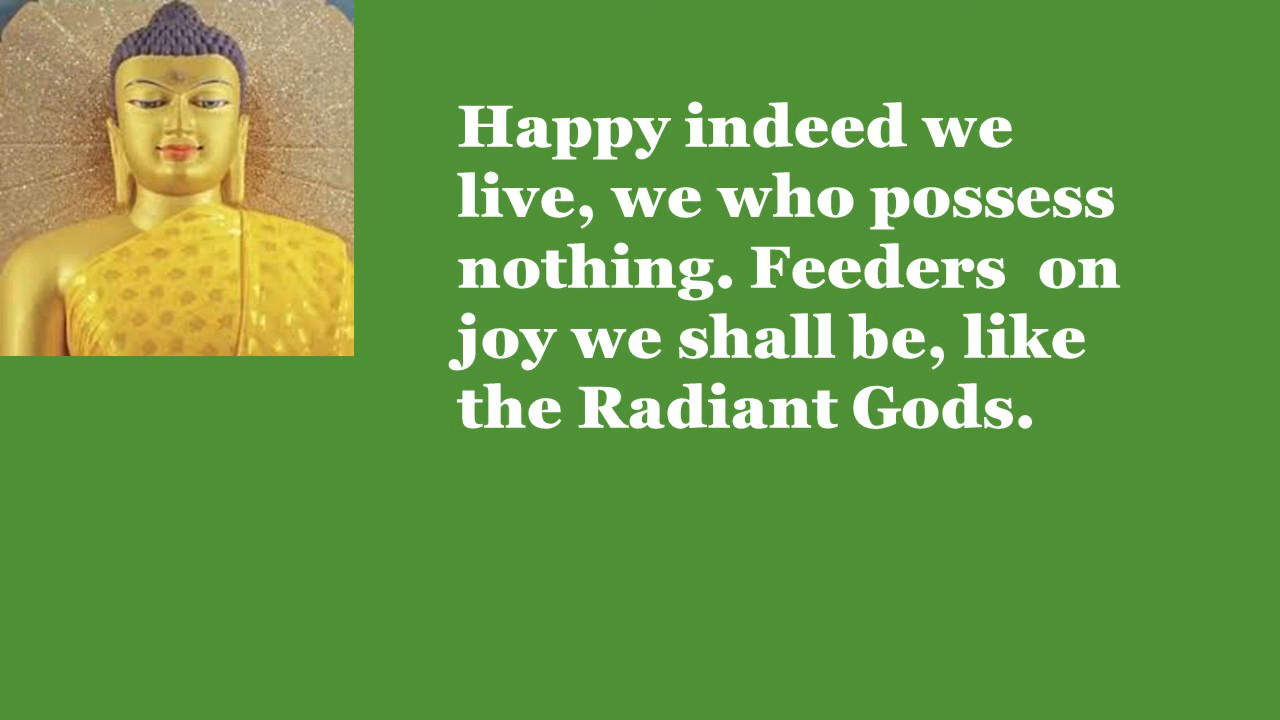 Happy indeed we
live, we who possess
nothing. Feeders  on
joy we shall be, like
the Radiant Gods.